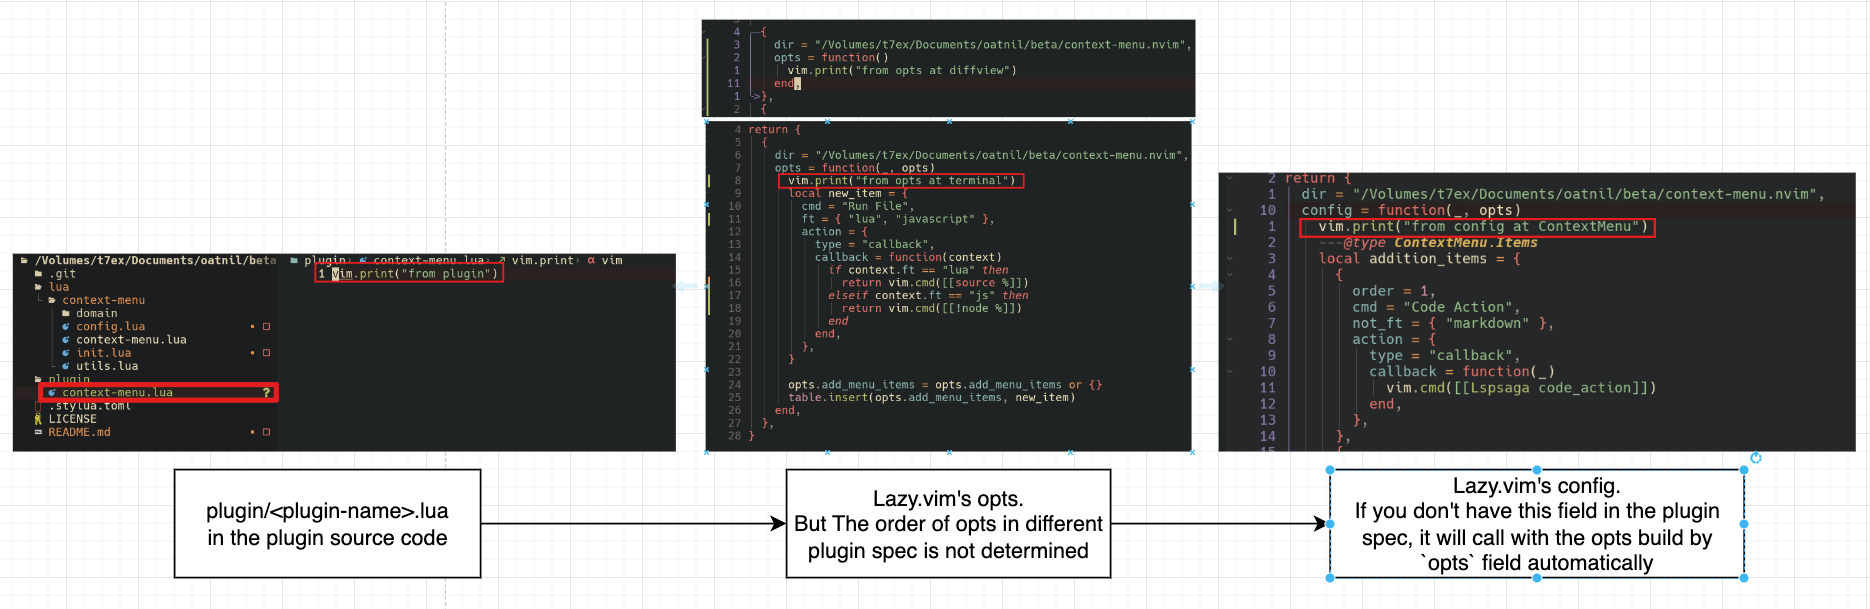 4 {
3 dir = "/Volumes/t7ex/Documents/oatnil/beta/context-menu.nvim",
2 opts = function()
1 vim.print("from opts at diffview")
11 end,
1 },
2 {
4 return {
5 {
6 dir = "/Volumes/t7ex/Documents/oatnil/beta/context-menu.nvim",
7 opts = function(_, opts)
8 vim.print("from opts at terminal")
9 local new_item = {
10 cmd = "Run File",
11 ft = { "lua", "javascript" },
12 action = {
13 type = "callback",
14 callback = function(context)
15 if context.ft == "lua" then
16 return vim.cmd([[source %]])
17 elseif context.ft == "js" then
18 return vim.cmd([[!node %]])
19 end
20 end,
21 },
22 }
23
24 opts.add_menu_items = opts.add_menu_items or {}
25 table.insert(opts.add_menu_items, new_item)
26 end,
27 },
28 }
2 return {
1 dir = "/Volumes/t7ex/Documents/oatnil/beta/context-menu.nvim",
10 config = function(_, opts)
1 vim.print("from config at ContextMenu")
2 ---@type ContextMenu.Items
3 local addition_items = {
4 {
5 order = 1,
6 cmd = "Code Action",
7 not_ft = { "markdown" },
8 action = {
9 type = "callback",
10 callback = function(_)
11 vim.cmd([[Lspsaga code_action]])
12 end,
13 },
14 },
15 {
/Volumes/t7ex/Documents/oatnil/beta
.git
lua
context-menu
domain
config.lua
context-menu.lua
init.lua
utils.lua
plugin
context-menu.lua ?
.stylua.toml
LICENSE
README.md
plugin› context-menu.lua› vim.print› α vim
1 vim.print("from plugin")
plugin/<plugin-name>.lua
in the plugin source code
Lazy.vim's opts.
But The order of opts in different
plugin spec is not determined
Lazy.vim's config.
If you don't have this field in the plugin
spec, it will call with the opts build by
`opts` field automatically